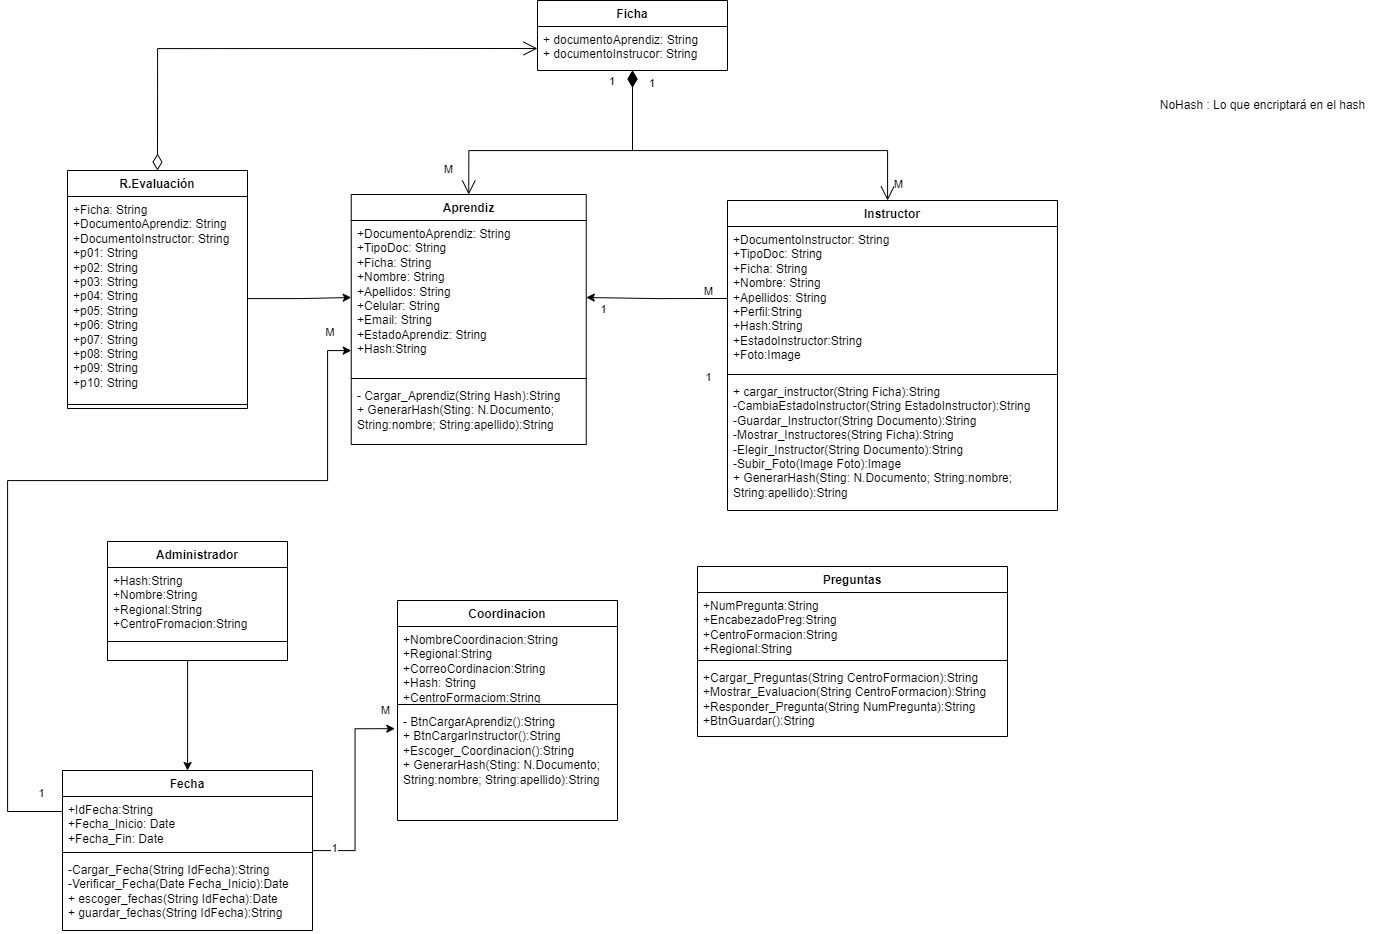 Ficha
+ documentoAprendiz: String
+ documentoInstrucor: String
1
1
NoHash : Lo que encriptará en el hash
M
M
R.Evaluación
+Ficha: String
+DocumentoAprendiz: String
+DocumentoInstructor: String
+p01: String
+p02: String
+p03: String
+p04: String
+p05: String
+p06: String
+p07: String
+p08: String
+p09: String
+p10: String
Aprendiz
+DocumentoAprendiz: String
+TipoDoc: String
+Ficha: String
+Nombre: String
+Apellidos: String
+Celular: String
+Email: String
+EstadoAprendiz: String
+Hash:String
- Cargar_Aprendiz(String Hash):String
+ GenerarHash(Sting: N.Documento;
String:nombre; String:apellido):String
M
M
1
Instructor
+DocumentoInstructor: String
+TipoDoc: String
+Ficha: String
+Nombre: String
+Apellidos: String
+Perfil:String
+Hash:String
+EstadoInstructor:String
+Foto:Image
1
+ cargar_instructor(String Ficha):String
-CambiaEstadoInstructor(String EstadoInstructor):String
-Guardar_Instructor(String Documento):String
-Mostrar_Instructores(String Ficha):String
-Elegir_Instructor(String Documento):String
-Subir_Foto(Image Foto):Image
+ GenerarHash(Sting: N.Documento; String:nombre;
String:apellido):String
Administrador
+Hash:String
+Nombre:String
+Regional:String
+CentroFromacion:String
Coordinacion
+NombreCoordinacion:String
+Regional:String
+CorreoCordinacion:String
+Hash: String
+CentroFormaciom:String
- BtnCargarAprendiz():String
+ BtnCargarInstructor():String
+Escoger_Coordinacion():String
+ GenerarHash(Sting: N.Documento;
String:nombre; String:apellido):String
M
Preguntas
+NumPregunta:String
+EncabezadoPreg:String
+CentroFormacion:String
+Regional:String
+Cargar_Preguntas(String CentroFormacion):String
+Mostrar_Evaluacion(String CentroFormacion):String
+Responder_Pregunta(String NumPregunta):String
+BtnGuardar():String
1
Fecha
+IdFecha:String
+Fecha_Inicio: Date
+Fecha_Fin: Date
-Cargar_Fecha(String IdFecha):String
-Verificar_Fecha(Date Fecha_Inicio):Date
+ escoger_fechas(String IdFecha):Date
+ guardar_fechas(String IdFecha):String
1